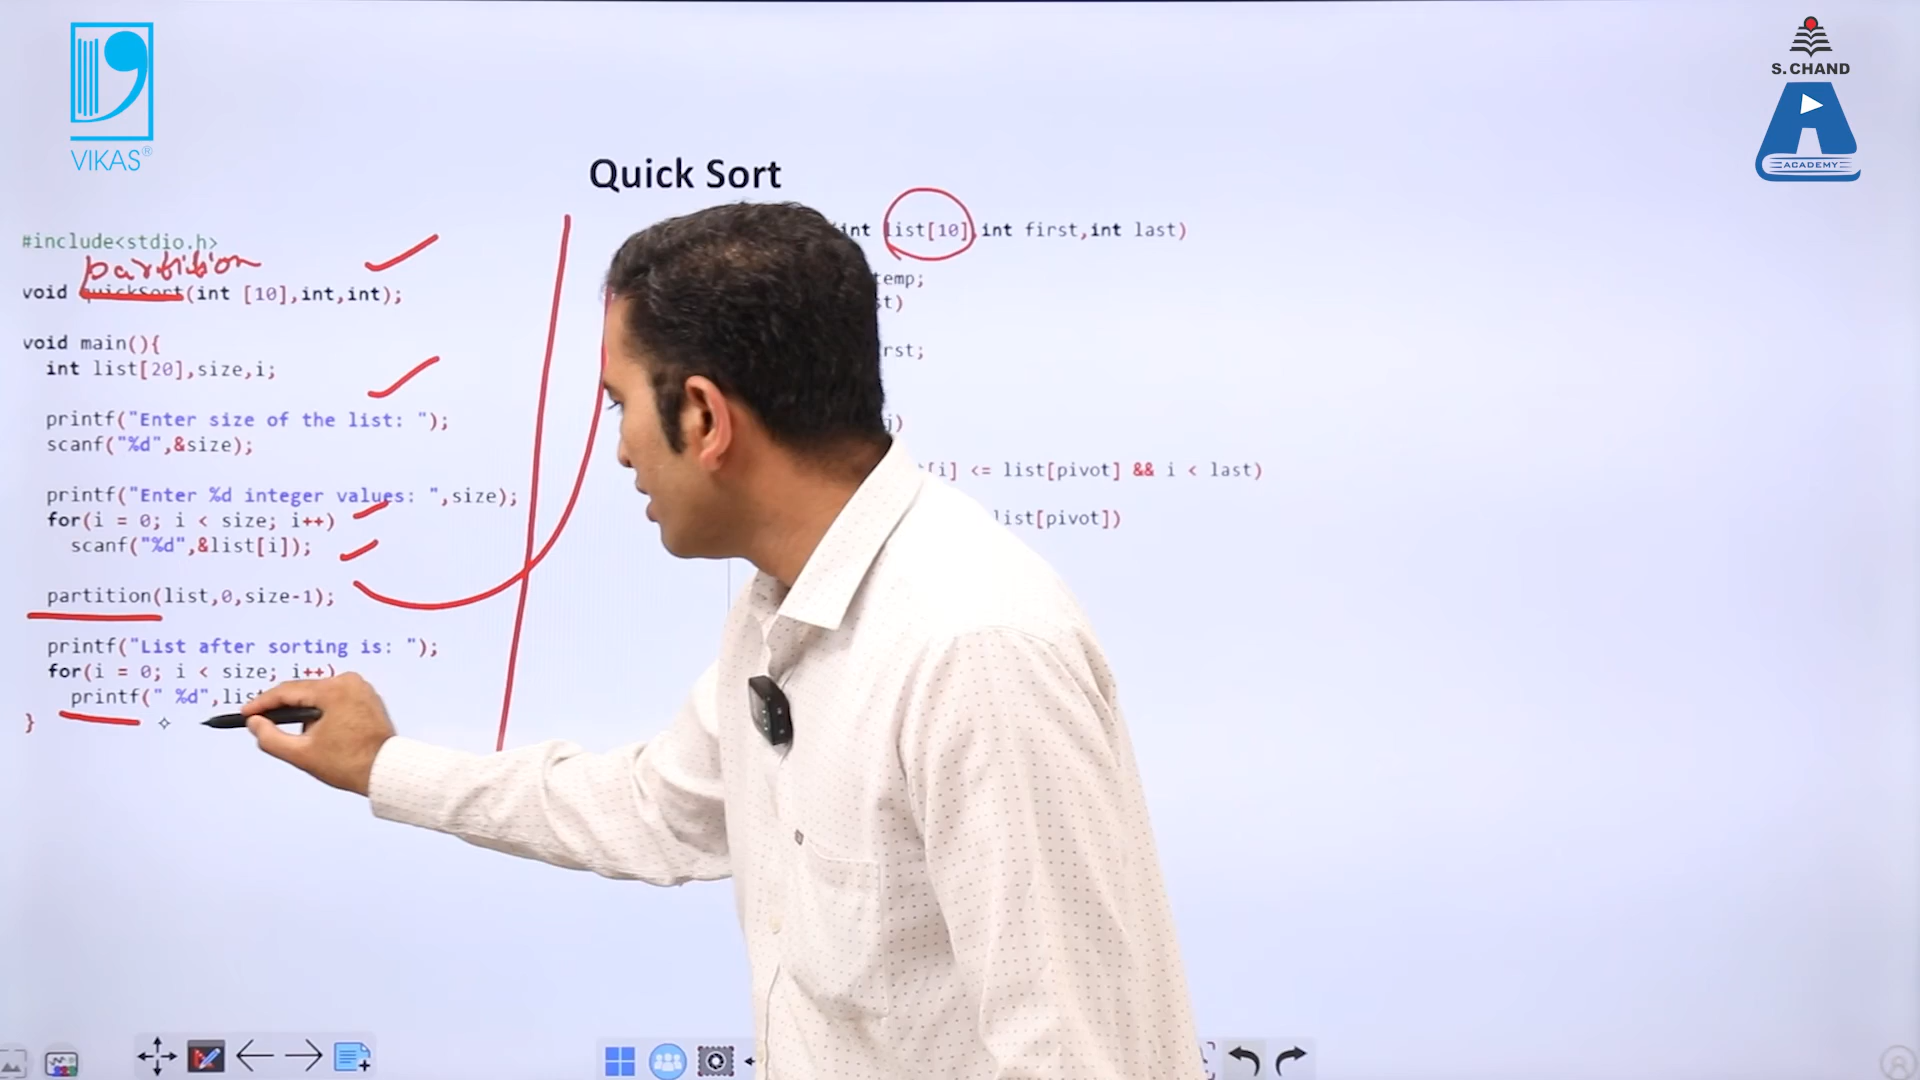 VIKAS®
S. CHAND
ACADEMY
Quick Sort
#include<stdio.h>
partition
void quickSort(int [10],int,int);
void main(){
int list[20],size,i;
printf("Enter size of the list: ");
scanf("%d",&size);
printf("Enter %d integer values: ",size);
for(i = 0; i < size; i++)
scanf("%d",&list[i]);
partition(list,0,size-1);
printf("List after sorting is: ");
for(i = 0; i < size; i++)
printf(" %d",
}
int list[10],int first,int last)
temp;
i] <= list[pivot] && i < last)
list[pivot])